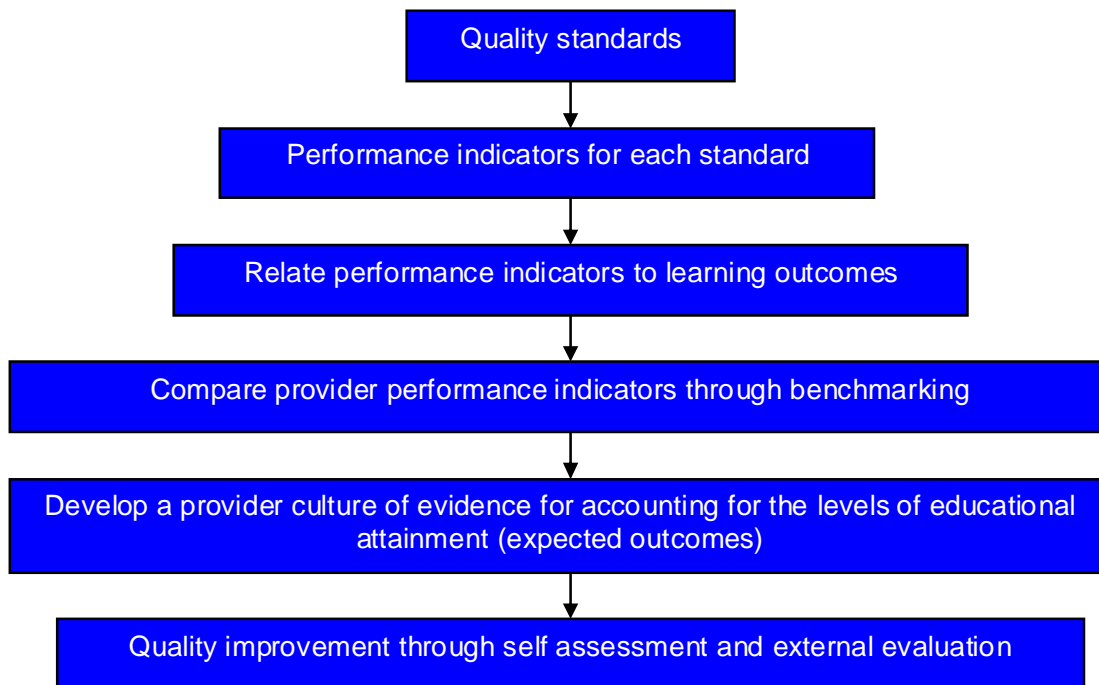 Quality standards
Performance indicators for each standard
Relate performance indicators to learning outcomes
Compare provider performance indicators through benchmarking
Develop a provider culture of evidence for accounting for the levels of educational
attainment (expected outcomes)
Quality improvement through self assessment and external evaluation